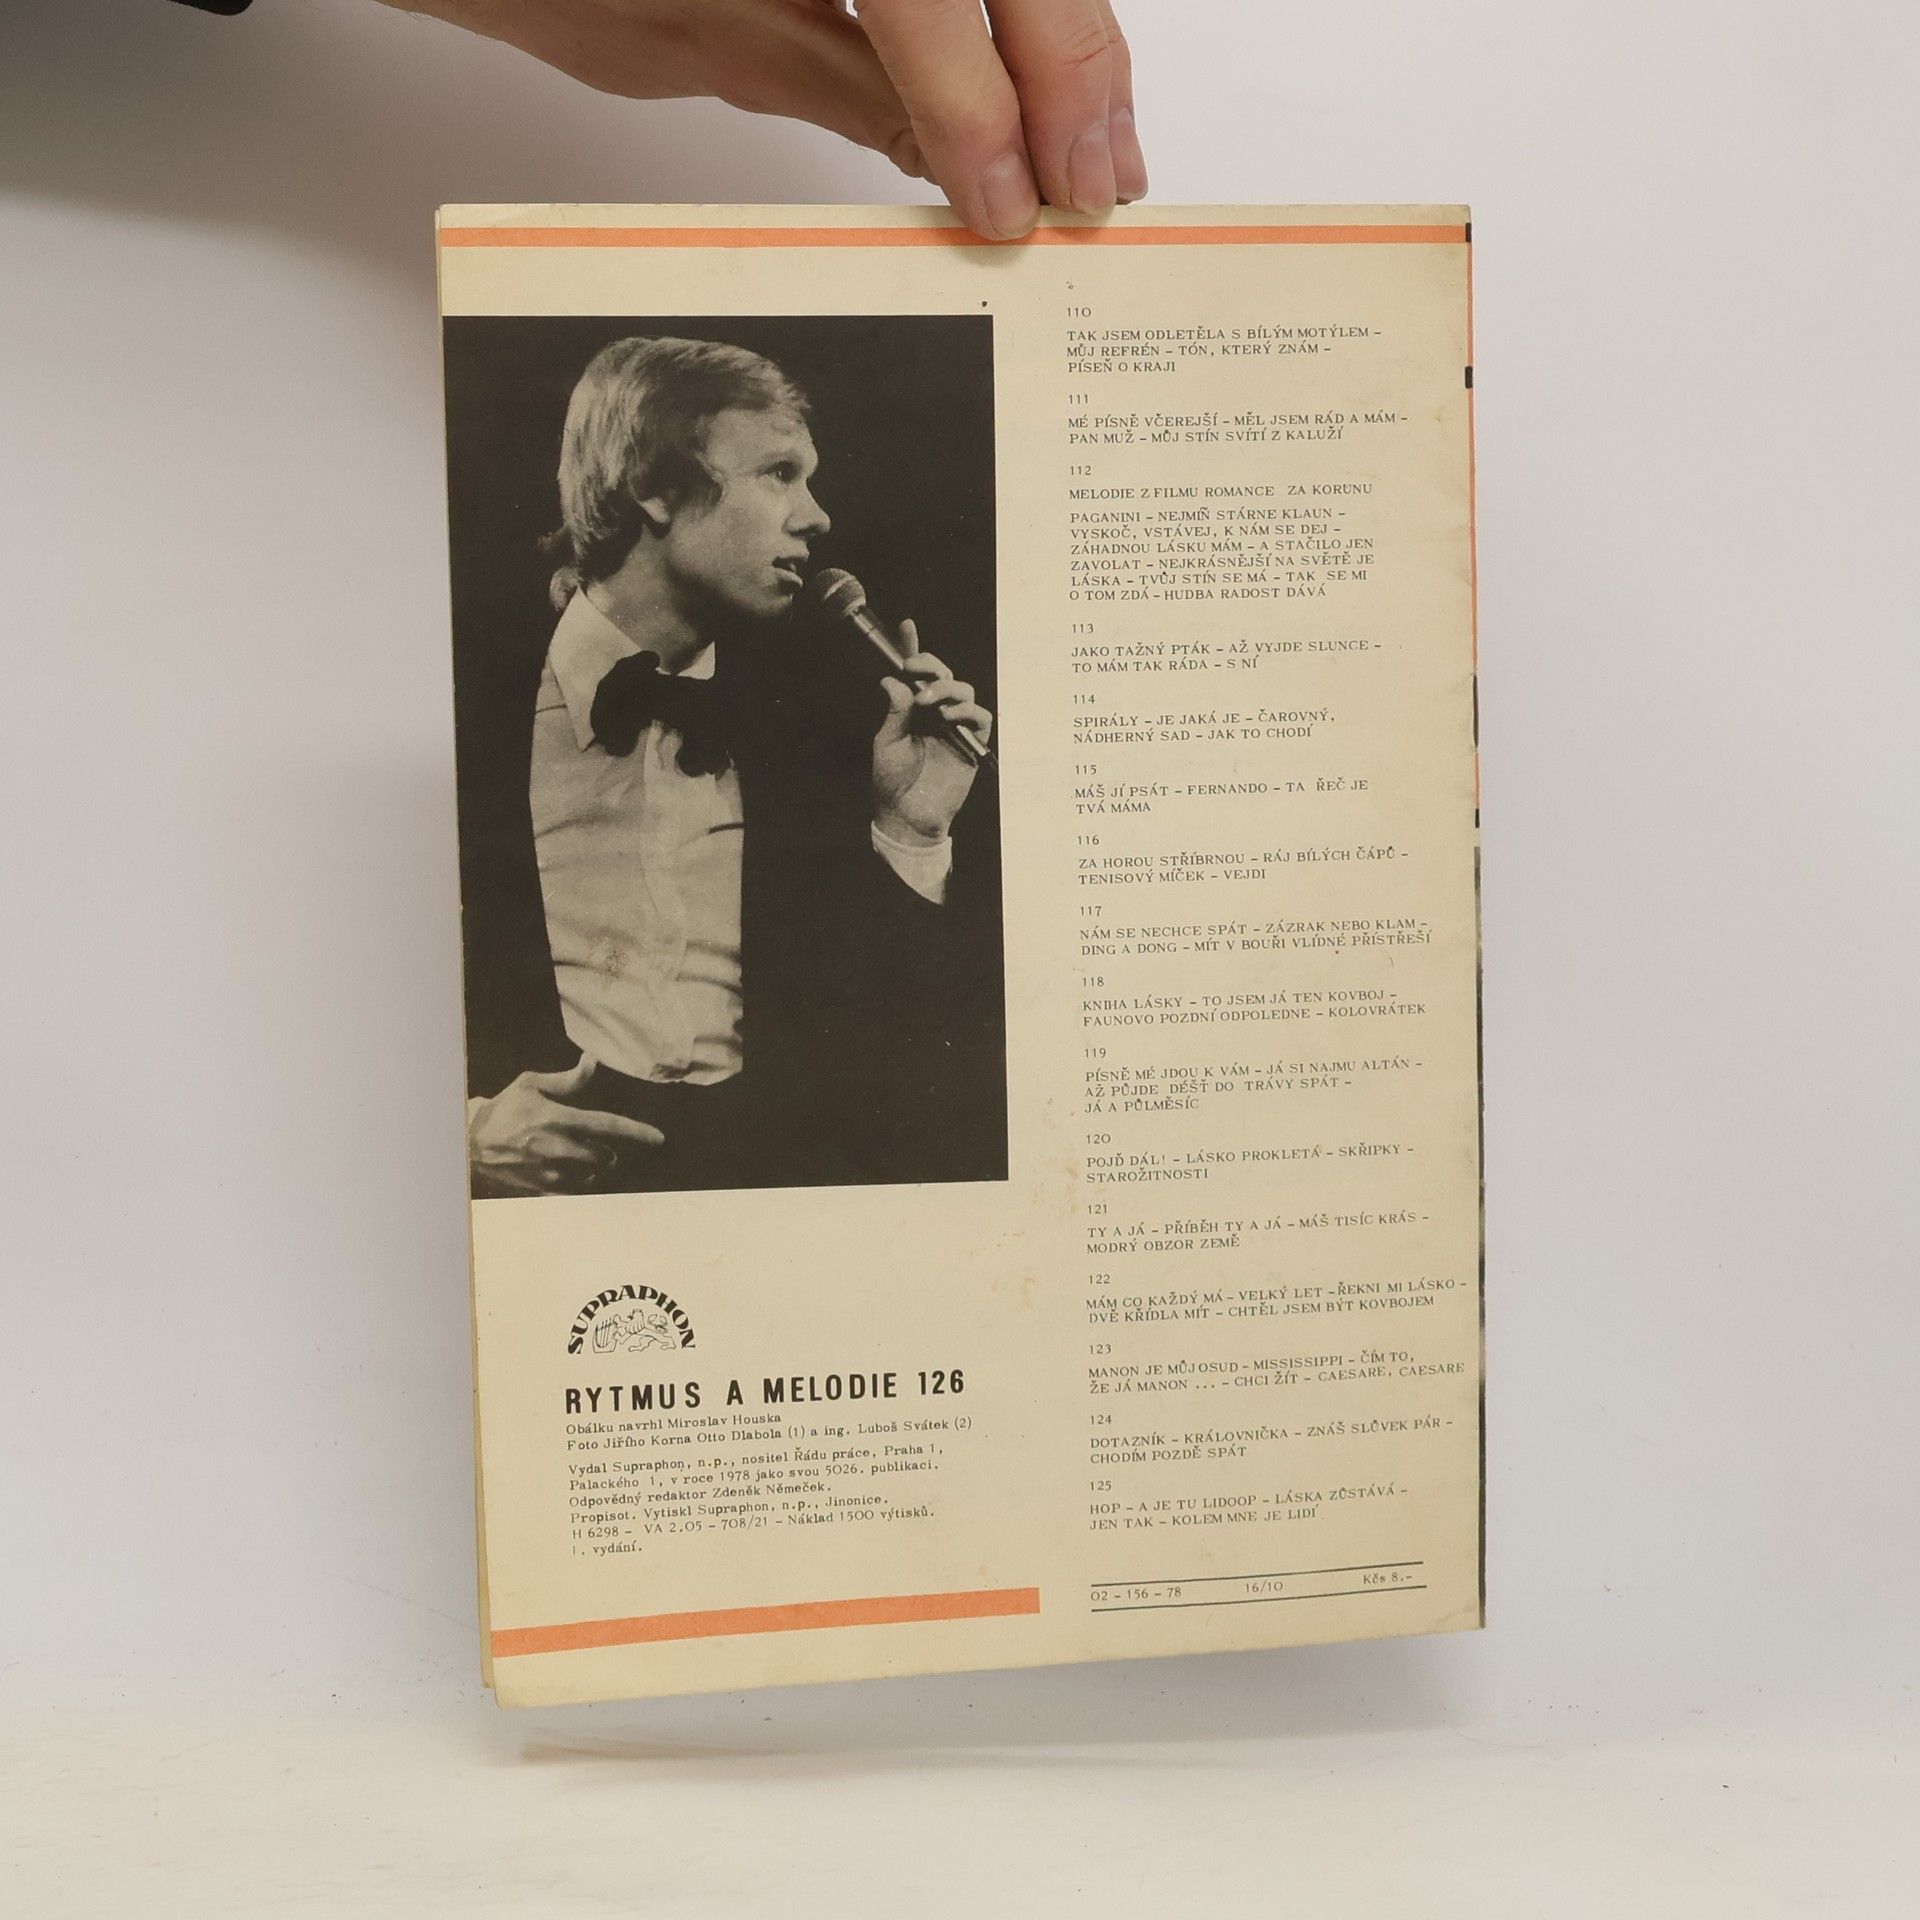 SUPRAPHON
RYTMUS A MELODIE 126
Obálku navrhl Miroslav Houska
Foto Jiřího Korna Otto Dlabola (1) a ing. Luboš Svátek (2)
Vydal Supraphon, n.p., nositel Řádu práce, Praha 1,
Palackého 1, v roce 1978 jako svou 5026. publikaci.
Odpovědný redaktor Zdeněk Němeček.
Propisot. Vytiskl Supraphon, n.p., Jinonice.
H 6298 – VA 2.05 – 708/21 – Náklad 1500 výtisků.
1. vydání.
110
TAK JSEM ODLETĚLA S BÍLÝM MOTÝLEM –
MŮJ REFRÉN – TÓN, KTERÝ ZNÁM –
PÍSEŇ O KRAJI
111
MÉ PÍSNĚ VČEREJŠÍ – MĚL JSEM RÁD A MÁM –
PAN MUŽ – MŮJ STÍN SVÍTÍ Z KALUŽÍ
112
MELODIE Z FILMU ROMANCE ZA KORUNU
PAGANINI – NEJMÍŇ STÁRNE KLAUN –
VYSKOČ, VSTÁVEJ, K NÁM SE DEJ –
ZÁHADNOU LÁSKU MÁM – A STAČILO JEN
ZAVOLAT – NEJKRÁSNĚJŠÍ NA SVĚTĚ JE
LÁSKA – TVŮJ STÍN SE MÁ – TAK SE MI
O TOM ZDÁ – HUDBA RADOST DÁVÁ
113
JAKO TAŽNÝ PTÁK – AŽ VYJDE SLUNCE –
TO MÁM TAK RÁDA – S NÍ
114
SPIRÁLY – JE JAKÁ JE – ČAROVNÝ,
NÁDHERNÝ SAD – JAK TO CHODÍ
115
MÁŠ JÍ PSÁT – FERNANDO – TA ŘEČ JE
TVÁ MÁMA
116
ZA HOROU STŘÍBRNOU – RÁJ BÍLÝCH ČÁPŮ –
TENISOVÝ MÍČEK – VEJDI
117
NÁM SE NECHCE SPÁT – ZÁZRAK NEBO KLAM –
DING A DONG – MÍT V BOUŘI VLÍDNÉ PŘÍSTŘEŠÍ
118
KNIHA LÁSKY – TO JSEM JÁ TEN KOVBOJ –
FAUNOVO POZDNÍ ODPOLEDNE – KOLOVRÁTEK
119
PÍSNĚ MÉ JDOU K VÁM – JÁ SI NAJMU ALTÁN –
AŽ PŮJDE DÉŠŤ DO TRÁVY SPÁT –
JÁ A PŮLMĚSÍC
120
POJĎ DÁL! – LÁSKO PROKLETÁ – SKŘIPKY –
STAROŽITNOSTI
121
TY A JÁ – PŘÍBĚH TY A JÁ – MÁŠ TISÍC KRÁS –
MODRÝ OBZOR ZEMĚ
122
MÁM CO KAŽDÝ MÁ – VELKÝ LET – ŘEKNI MI LÁSKO –
DVĚ KŘÍDLA MÍT – CHTĚL JSEM BÝT KOVBOJEM
123
MANON JE MŮJ OSUD – MISSISSIPPI – ČÍM TO,
ŽE JÁ MANON ... – CHCI ŽÍT – CAESARE, CAESARE
124
DOTAZNÍK – KRÁLOVNIČKA – ZNÁŠ SLŮVEK PÁR –
CHODÍM POZDĚ SPÁT
125
HOP – A JE TU LIDOOP – LÁSKA ZŮSTÁVÁ –
JEN TAK – KOLEM MNE JE LIDÍ
02 – 156 – 78 16/10 Kčs 8.–